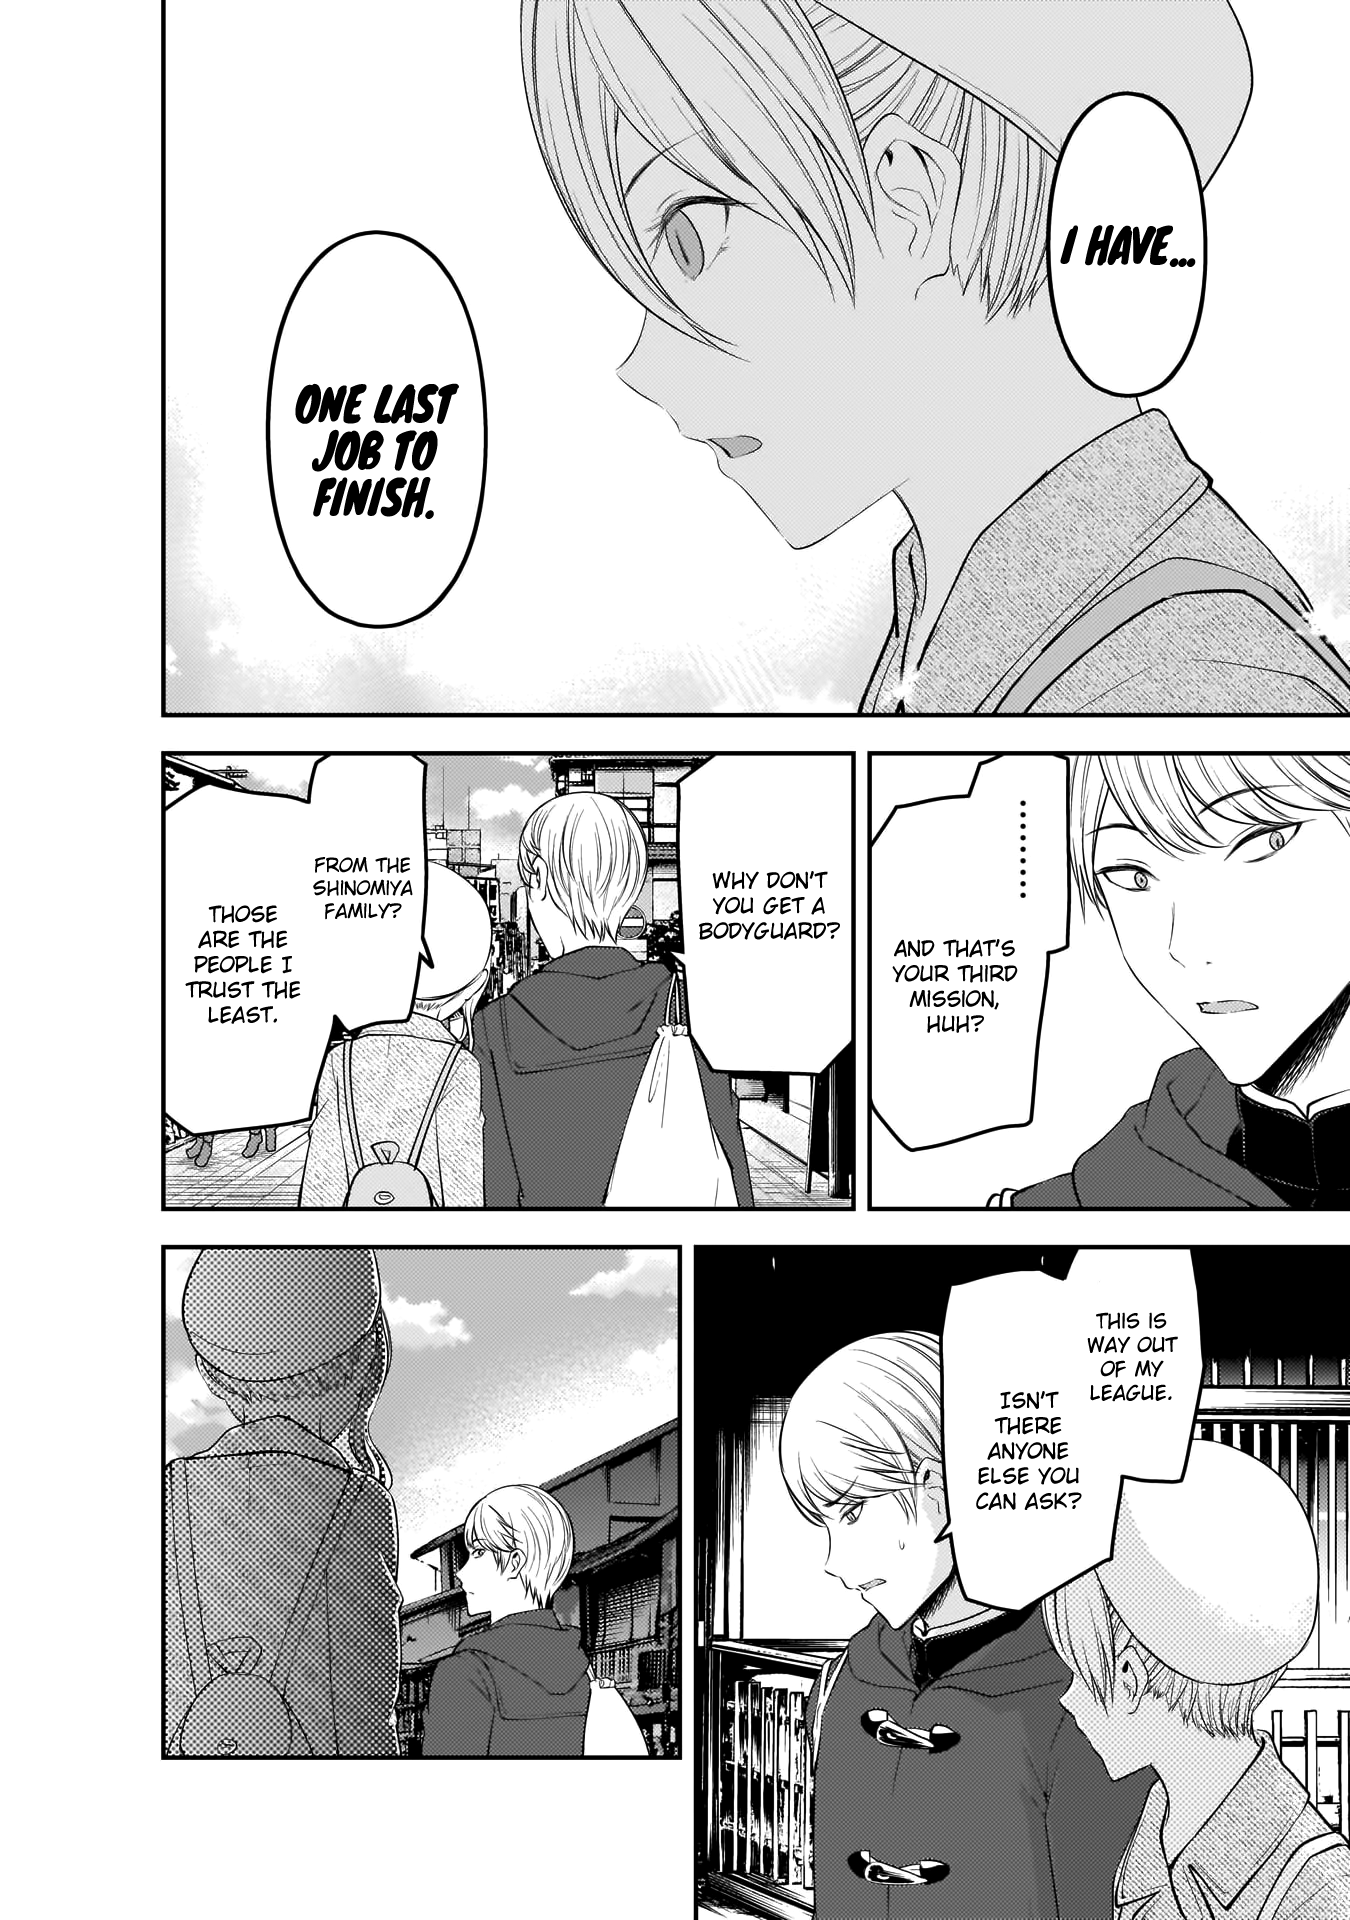 I HAVE...
ONE LAST
JOB TO
FINISH.
.........
AND THAT'S
YOUR THIRD
MISSION,
HUH?
WHY DON'T
YOU GET A
BODYGUARD?
FROM THE
SHINOMIYA
FAMILY?
THOSE
ARE THE
PEOPLE I
TRUST THE
LEAST.
THIS IS
WAY OUT
OF MY
LEAGUE.
ISN'T
THERE
ANYONE
ELSE YOU
CAN ASK?